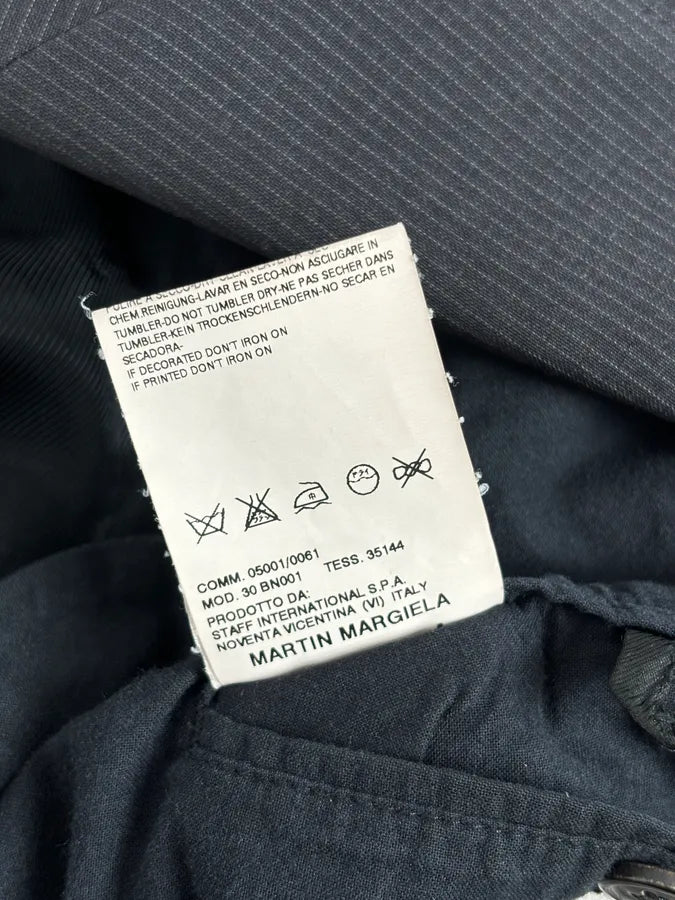 CHEM.REINIGUNG-LAVAR EN SECO-NON ASCIUGARE IN
TUMBLER-DO NOT TUMBLER DRY-NE PAS SECHER DANS
TUMBLER-KEIN TROCKENSCHLENDERN-NO SECAR EN
SECADORA-
IF DECORATED DON'T IRON ON
IF PRINTED DON'T IRON ON
COMM. 05001/0061
MOD. 30 BN001 TESS. 35144
PRODOTTO DA:
STAFF INTERNATIONAL S.P.A.
NOVENTA VICENTINA (VI) ITALY
MARTIN MARGIELA